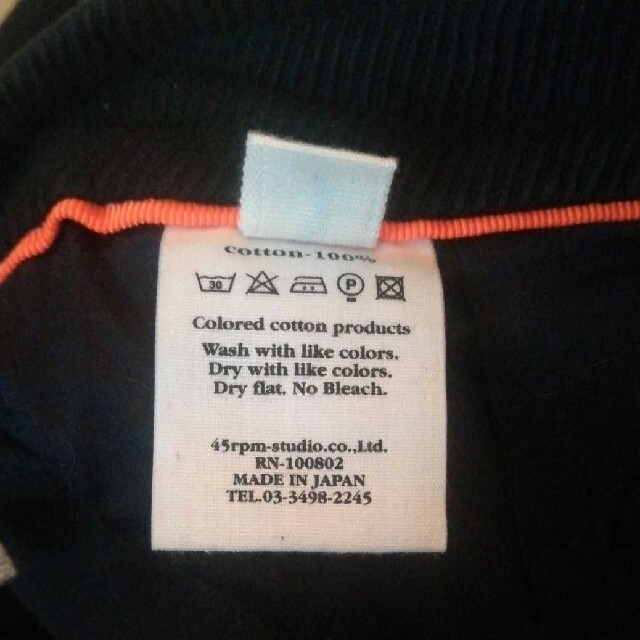 cotton-100%
30 P
Colored cotton products
Wash with like colors.
Dry with like colors.
Dry flat. No Bleach.
45rpm-studio.co.,Ltd.
RN-100802
MADE IN JAPAN
TEL.03-3498-2245